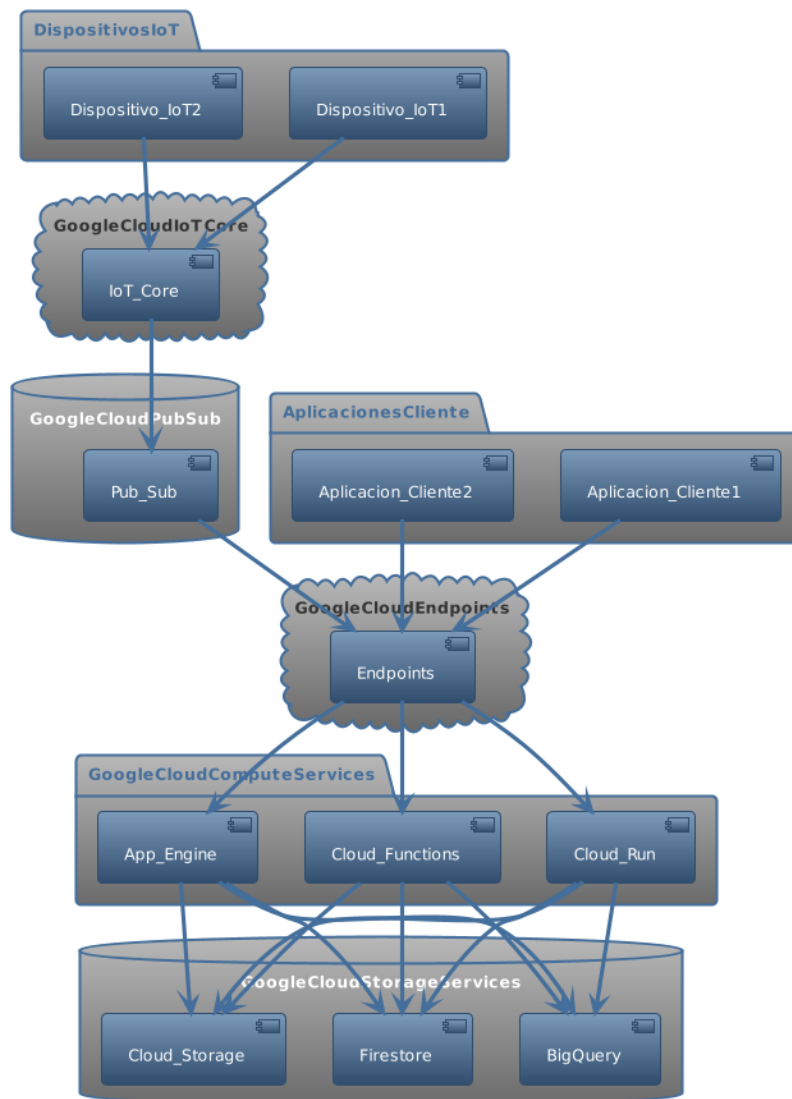 DispositivosIoT
Dispositivo_IoT2
Dispositivo_IoT1
GoogleCloudIoTCore
IoT_Core
GoogleCloudPubSub
Pub_Sub
AplicacionesCliente
Aplicacion_Cliente2
Aplicacion_Cliente1
GoogleCloudEndpoints
Endpoints
GoogleCloudComputeServices
App_Engine
Cloud_Functions
Cloud_Run
GoogleCloudStorageServices
Cloud_Storage
Firestore
BigQuery